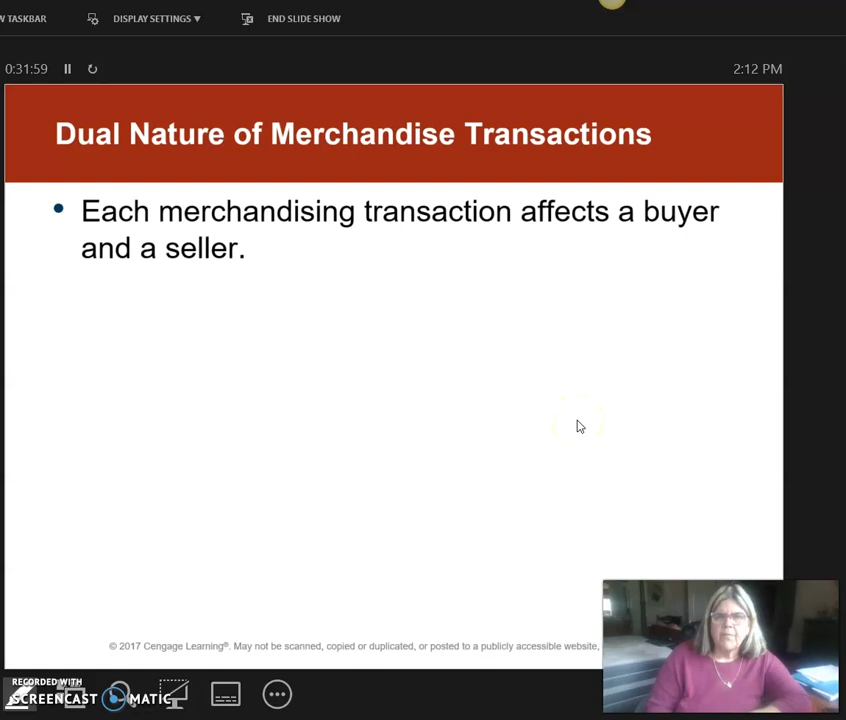 W TASKBAR DISPLAY SETTINGS ▾ END SLIDE SHOW
0:31:59 2:12 PM
Dual Nature of Merchandise Transactions
• Each merchandising transaction affects a buyer
and a seller.
© 2017 Cengage Learning®. May not be scanned, copied or duplicated, or posted to a publicly accessible website,
RECORDED WITH
SCREENCAST MATIC